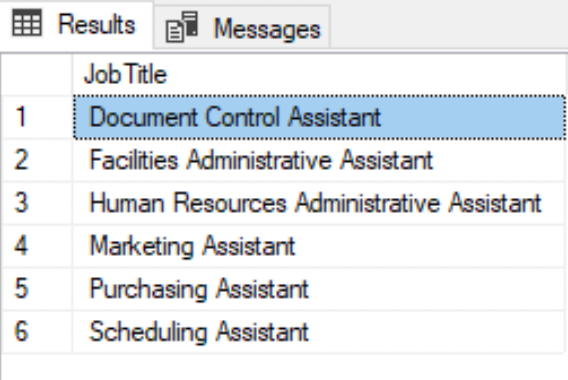 Results Messages
JobTitle
1 Document Control Assistant
2 Facilities Administrative Assistant
3 Human Resources Administrative Assistant
4 Marketing Assistant
5 Purchasing Assistant
6 Scheduling Assistant